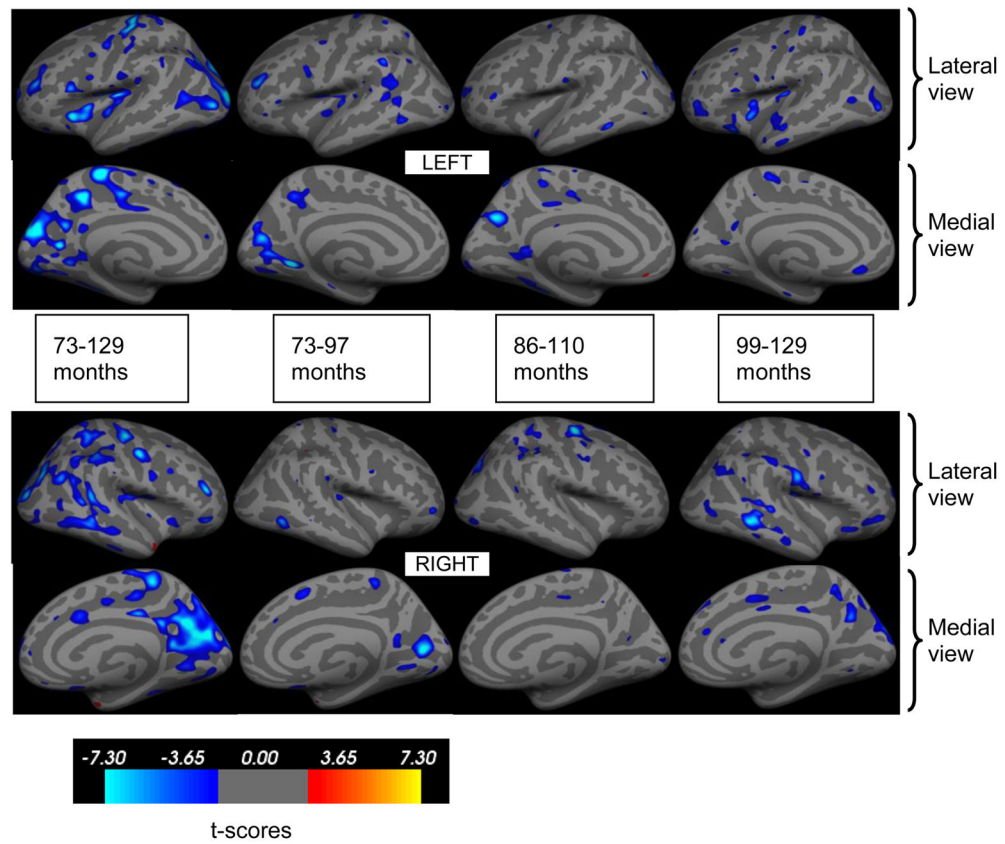 Lateral
view
LEFT
Medial
view
73-129
months
73-97
months
86-110
months
99-129
months
Lateral
view
RIGHT
Medial
view
-7.30 -3.65 0.00 3.65 7.30
t-scores